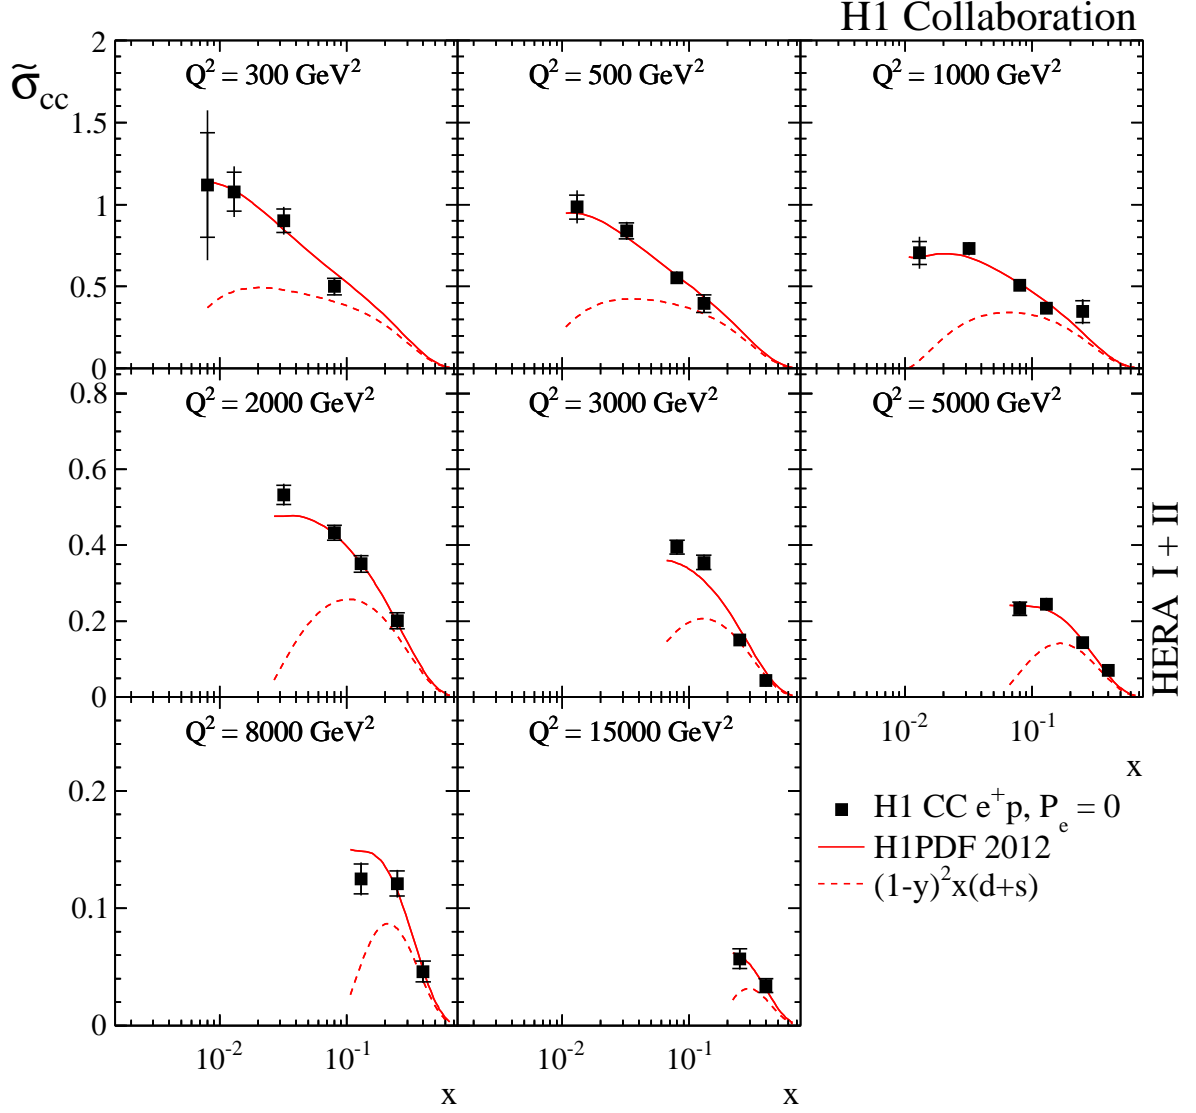 H1 Collaboration
σ̃cc
2
1.5
1
0.5
0
Q² = 300 GeV²
Q² = 500 GeV²
Q² = 1000 GeV²
0.8
0.6
0.4
0.2
0
Q² = 2000 GeV²
Q² = 3000 GeV²
Q² = 5000 GeV²
HERA I + II
10⁻²
10⁻¹
x
0.2
0.1
0
Q² = 8000 GeV²
Q² = 15000 GeV²
H1 CC e⁺p, Pₑ = 0
H1PDF 2012
(1-y)²x(d+s)
10⁻²
10⁻¹
x
10⁻²
10⁻¹
x